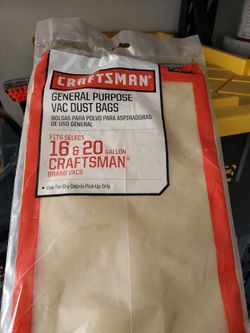 CRAFTSMAN®
GENERAL PURPOSE
VAC DUST BAGS
BOLSAS PARA POLVO PARA ASPIRADORAS
DE USO GENERAL
FITS SELECT
16 & 20 GALLON
CRAFTSMAN®
BRAND VACS
• Use For Dry Debris Pick-Up Only